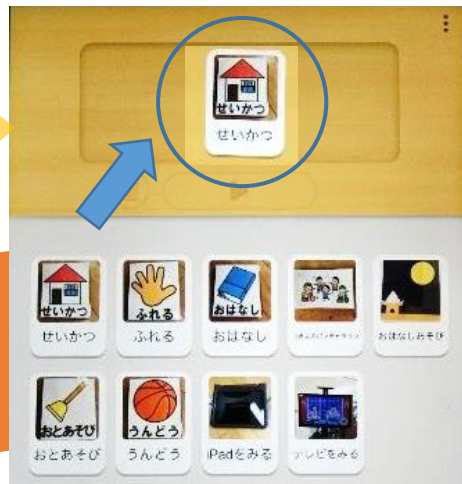 せいかつ
せいかつ
せいかつ
ふれる
おはなし
せいかつ
ふれる
おはなし
おはなしあそび
おとあそび
うんどう
おとあそび
うんどう
iPadをみる
テレビをみる